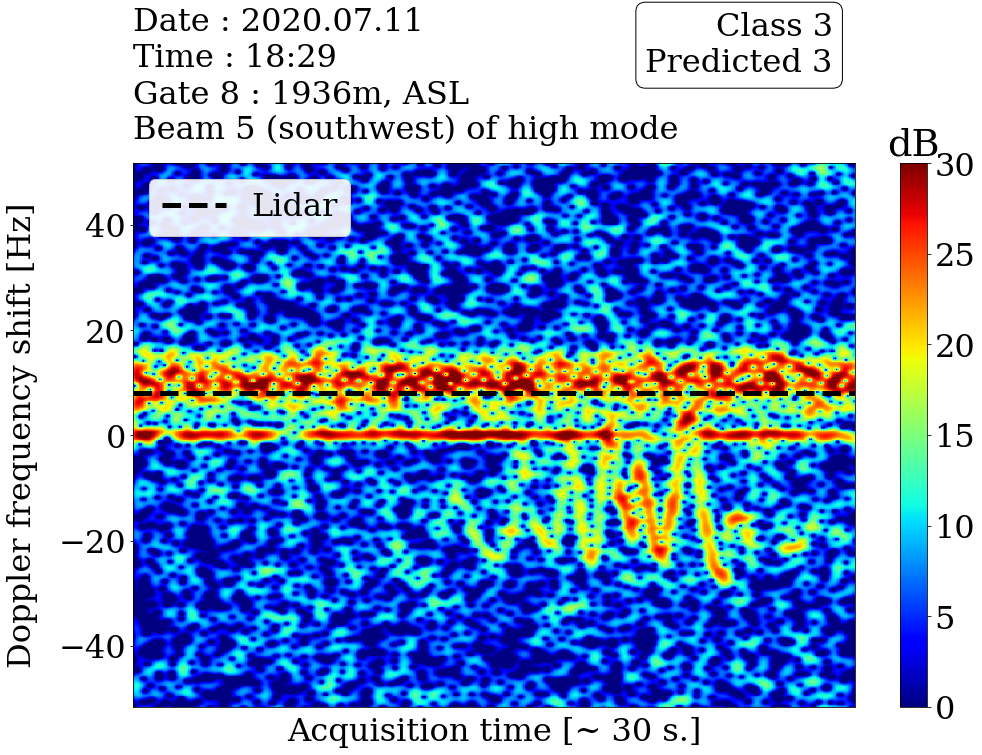 Date : 2020.07.11
Time : 18:29
Gate 8 : 1936m, ASL
Beam 5 (southwest) of high mode
Class 3
Predicted 3
dB
Lidar
Doppler frequency shift [Hz]
40
20
0
−20
−40
Acquisition time [~ 30 s.]
30
25
20
15
10
5
0